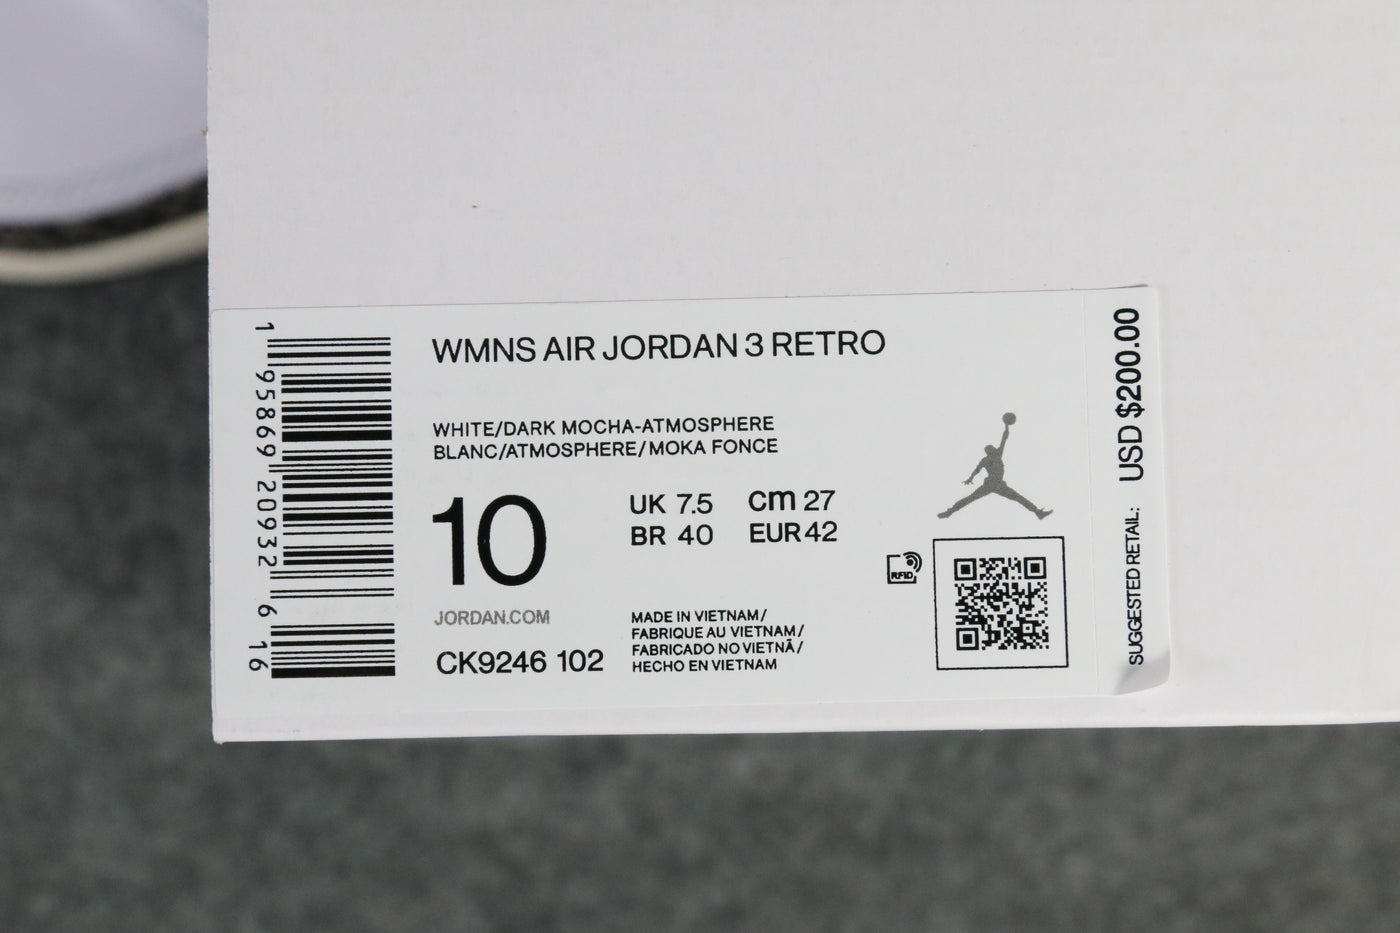 WMNS AIR JORDAN 3 RETRO
WHITE/DARK MOCHA-ATMOSPHERE
BLANC/ATMOSPHERE/MOKA FONCE
10
UK 7.5 cm 27
BR 40 EUR 42
JORDAN.COM
CK9246 102
MADE IN VIETNAM/
FABRIQUE AU VIETNAM/
FABRICADO NO VIETNÃ/
HECHO EN VIETNAM
RFID
SUGGESTED RETAIL: USD $200.00
1 95869 20932 6 16